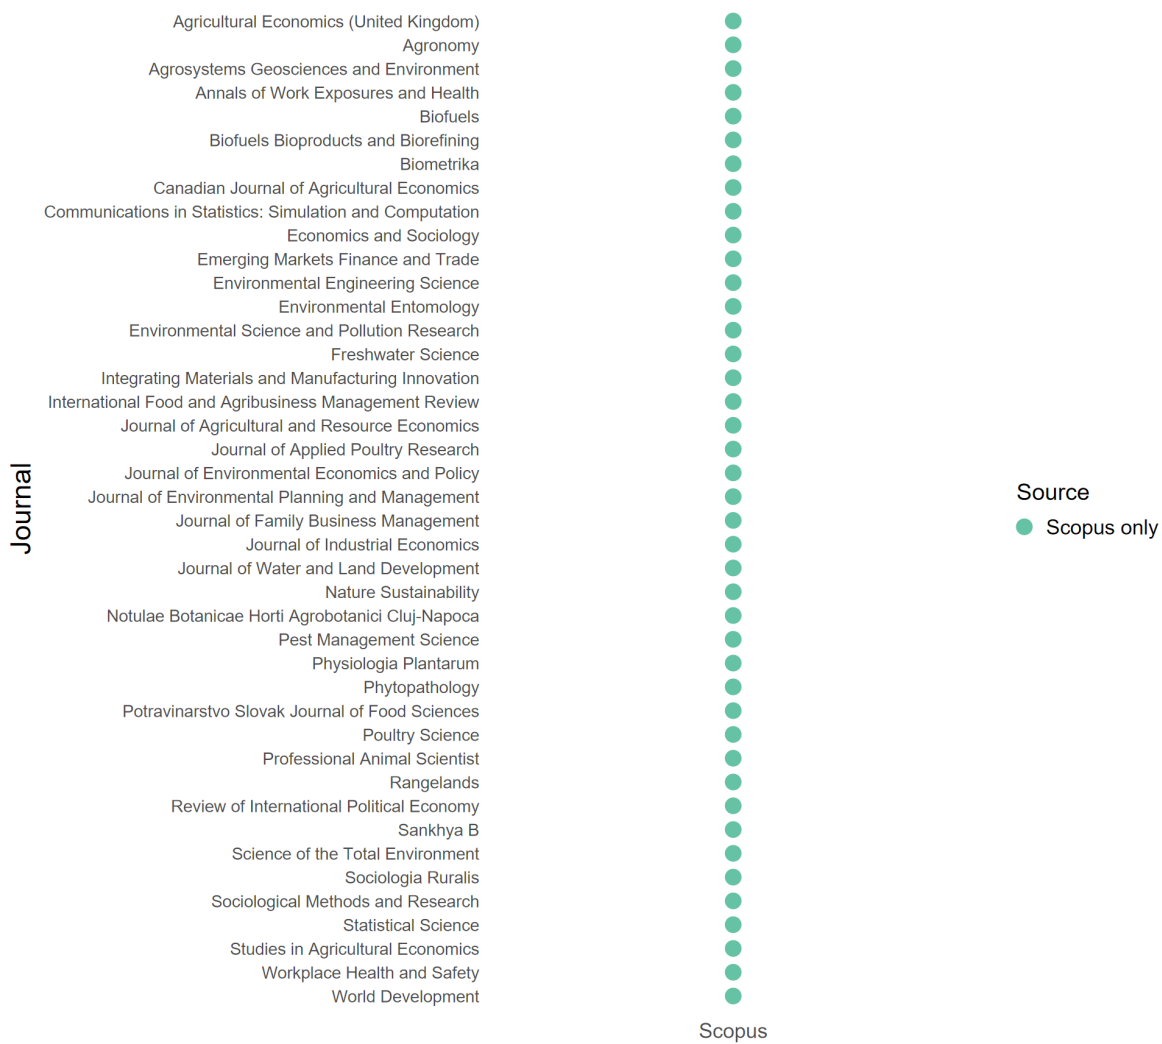 Agricultural Economics (United Kingdom)
Agronomy
Agrosystems Geosciences and Environment
Annals of Work Exposures and Health
Biofuels
Biofuels Bioproducts and Biorefining
Biometrika
Canadian Journal of Agricultural Economics
Communications in Statistics: Simulation and Computation
Economics and Sociology
Emerging Markets Finance and Trade
Environmental Engineering Science
Environmental Entomology
Environmental Science and Pollution Research
Freshwater Science
Integrating Materials and Manufacturing Innovation
International Food and Agribusiness Management Review
Journal of Agricultural and Resource Economics
Journal of Applied Poultry Research
Journal of Environmental Economics and Policy
Journal of Environmental Planning and Management
Journal of Family Business Management
Journal of Industrial Economics
Journal of Water and Land Development
Nature Sustainability
Notulae Botanicae Horti Agrobotanici Cluj-Napoca
Pest Management Science
Physiologia Plantarum
Phytopathology
Potravinarstvo Slovak Journal of Food Sciences
Poultry Science
Professional Animal Scientist
Rangelands
Review of International Political Economy
Sankhya B
Science of the Total Environment
Sociologia Ruralis
Sociological Methods and Research
Statistical Science
Studies in Agricultural Economics
Workplace Health and Safety
World Development
Journal
Scopus
Source
Scopus only